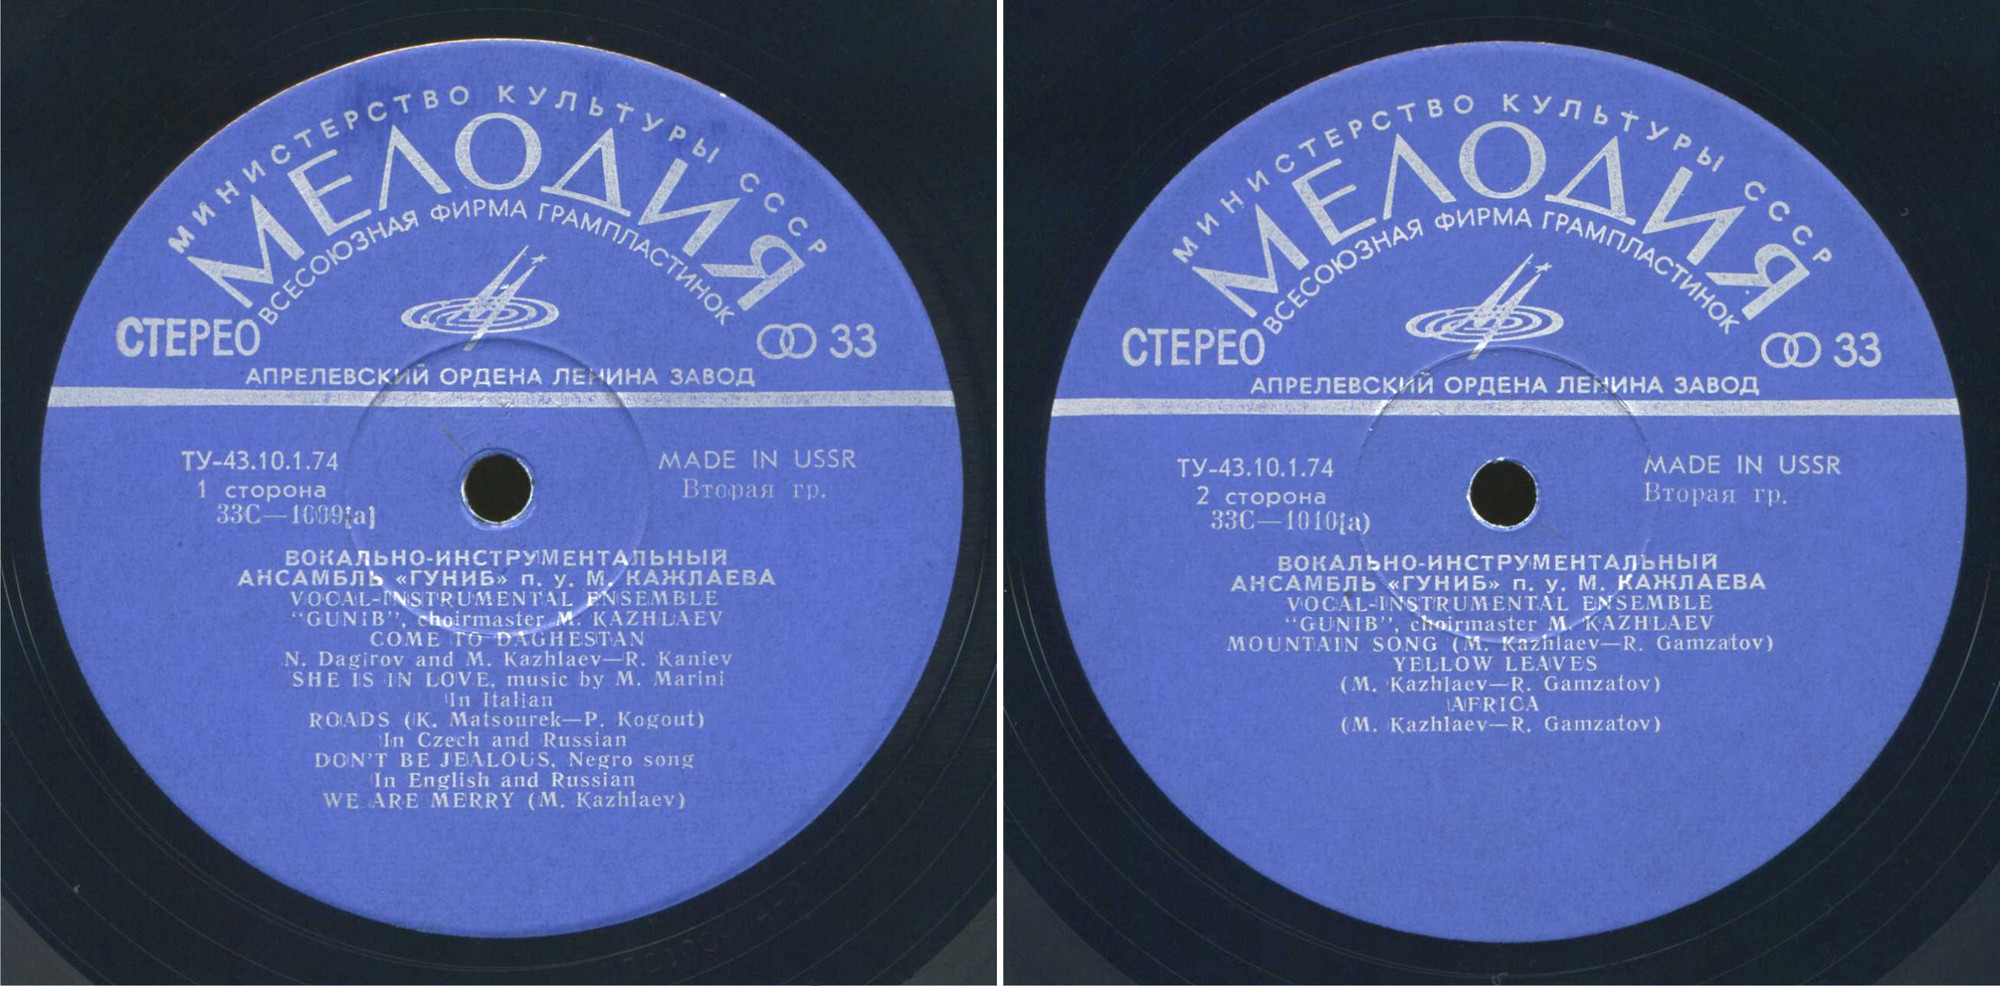 МИНИСТЕРСТВО КУЛЬТУРЫ СССР
МЕЛОДИЯ
ВСЕСОЮЗНАЯ ФИРМА ГРАМПЛАСТИНОК
СТЕРЕО
33
АПРЕЛЕВСКИЙ ОРДЕНА ЛЕНИНА ЗАВОД
ТУ-43.10.1.74
MADE IN USSR
1 сторона
Вторая гр.
33С—1009(а)
ВОКАЛЬНО-ИНСТРУМЕНТАЛЬНЫЙ
АНСАМБЛЬ «ГУНИБ» п. у. М. КАЖЛАЕВА
VOCAL-INSTRUMENTAL ENSEMBLE
"GUNIB", choirmaster M. KAZHLAEV
COME TO DAGHESTAN
N. Dagirov and M. Kazhlaev—R. Kaniev
SHE IS IN LOVE, music by M. Marini
In Italian
ROADS (K. Matsourek—P. Kogout)
In Czech and Russian
DON'T BE JEALOUS, Negro song
In English and Russian
WE ARE MERRY (M. Kazhlaev)
МИНИСТЕРСТВО КУЛЬТУРЫ СССР
МЕЛОДИЯ
ВСЕСОЮЗНАЯ ФИРМА ГРАМПЛАСТИНОК
СТЕРЕО
33
АПРЕЛЕВСКИЙ ОРДЕНА ЛЕНИНА ЗАВОД
ТУ-43.10.1.74
MADE IN USSR
2 сторона
Вторая гр.
33С—1010(а)
ВОКАЛЬНО-ИНСТРУМЕНТАЛЬНЫЙ
АНСАМБЛЬ «ГУНИБ» п. у. М. КАЖЛАЕВА
VOCAL-INSTRUMENTAL ENSEMBLE
"GUNIB", choirmaster M. KAZHLAEV
MOUNTAIN SONG (M. Kazhlaev—R. Gamzatov)
YELLOW LEAVES
(M. Kazhlaev—R. Gamzatov)
AFRICA
(M. Kazhlaev—R. Gamzatov)